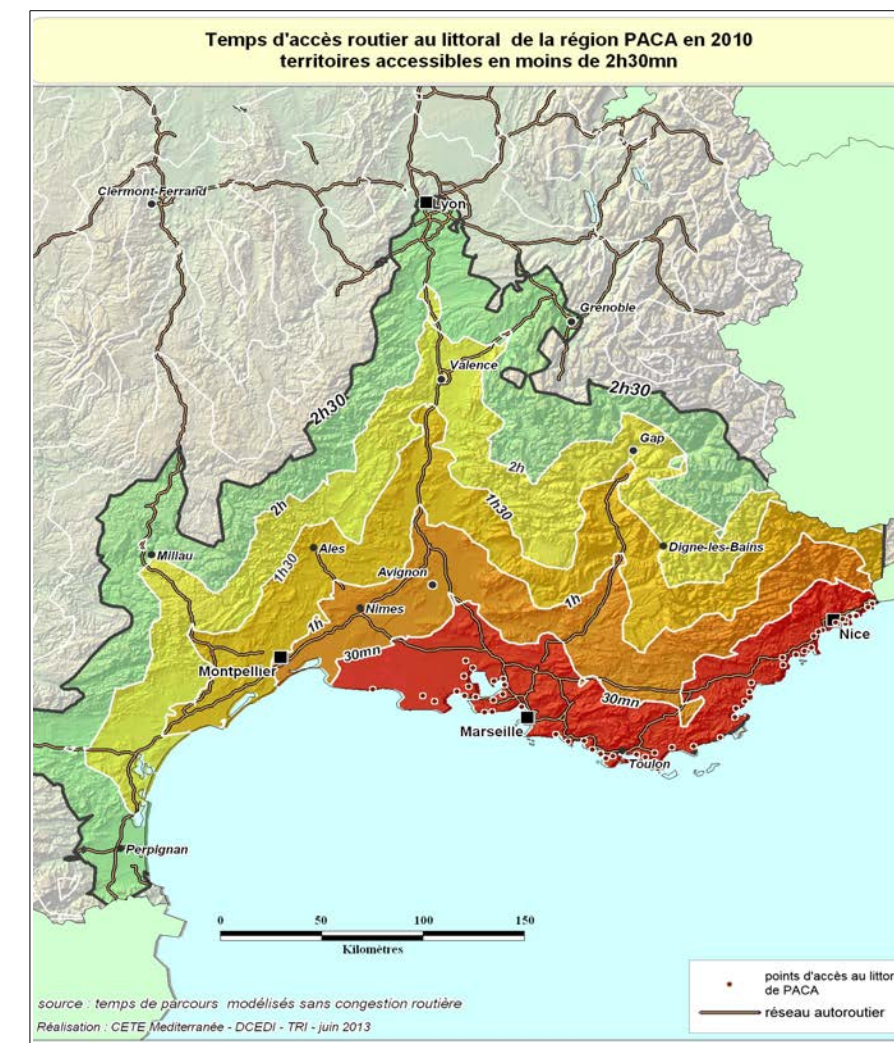 Temps d'accès routier au littoral de la région PACA en 2010
territoires accessibles en moins de 2h30mn
Clermont-Ferrand
Lyon
Grenoble
Valence
2h30
2h30
Gap
2h
2h
1h30
Millau
Ales
1h30
Digne-les-Bains
Avignon
1h
Nimes
1h
Nice
30mn
Montpellier
30mn
Marseille
Toulon
Perpignan
0 50 100 150
Kilomètres
points d'accès au littor
de PACA
réseau autoroutier
source : temps de parcours modélisés sans congestion routière
Réalisation : CETE Mediterranée - DCEDI - TRI - juin 2013